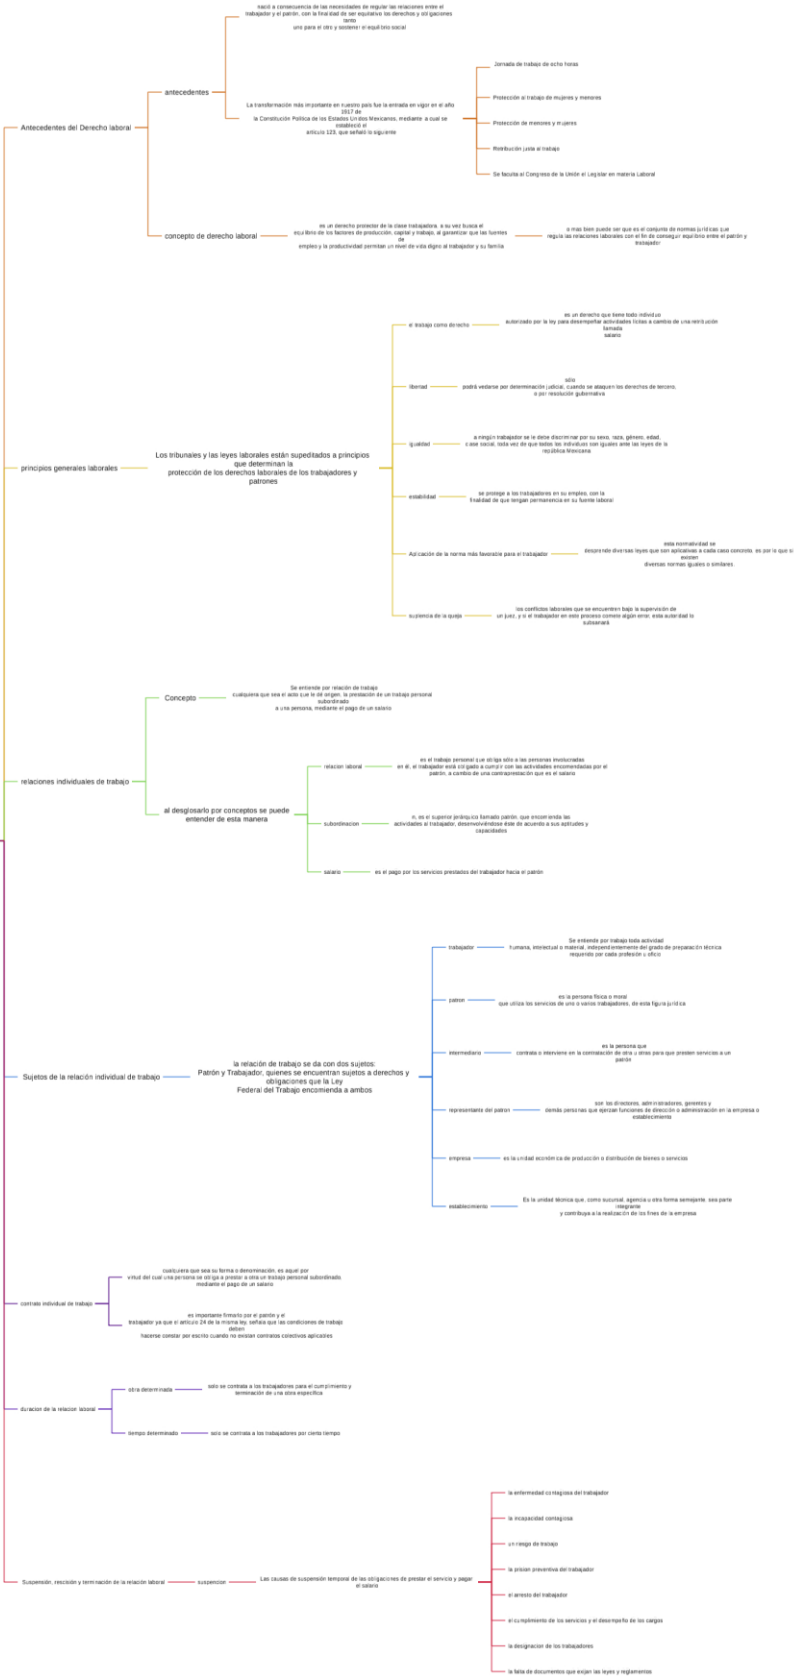 nació a consecuencia de las necesidades de regular las relaciones entre el
trabajador y el patrón, con la finalidad de ser equitativo los derechos y obligaciones
tanto
uno para el otro y sostener el equilibrio social
Jornada de trabajo de ocho horas
antecedentes
Protección al trabajo de mujeres y menores
La transformación más importante en nuestro país fue la entrada en vigor en el año
1917 de
la Constitución Política de los Estados Unidos Mexicanos, mediante a cual se
estableció el
artículo 123, que señaló lo siguiente
Antecedentes del Derecho laboral
Protección de menores y mujeres
Retribución justa al trabajo
Se faculta al Congreso de la Unión el Legislar en materia Laboral
concepto de derecho laboral
es un derecho protector de la clase trabajadora, a su vez busca el
equilibrio de los factores de producción, capital y trabajo, al garantizar que las fuentes
de
empleo y la productividad permitan un nivel de vida digno al trabajador y su familia
o mas bien puede ser que es el conjunto de normas jurídicas que
regula las relaciones laborales con el fin de conseguir equilibrio entre el patrón y
trabajador
el trabajo como derecho
es un derecho que tiene todo individuo
autorizado por la ley para desempeñar actividades lícitas a cambio de una retribución
llamada
salario
libertad
sólo
podrá vedarse por determinación judicial, cuando se ataquen los derechos de tercero,
o por resolución gubernativa
igualdad
a ningún trabajador se le debe discriminar por su sexo, raza, género, edad,
clase social, toda vez de que todos los individuos con iguales ante las leyes de la
república Mexicana
principios generales laborales
Los tribunales y las leyes laborales están supeditados a principios
que determinan la
protección de los derechos laborales de los trabajadores y
patrones
estabilidad
se protege a los trabajadores en su empleo, con la
finalidad de que tengan permanencia en su fuente laboral
Aplicación de la norma más favorable para el trabajador
esta normatividad se
desprende diversas leyes que son aplicativas a cada caso concreto, es por lo que si
existen
diversas normas iguales o similares
suplencia de la queja
los conflictos laborales que se encuentren bajo la supervisión de
un juez, y si el trabajador en este proceso comete algún error, esta autoridad lo
subsanará
Concepto
Se entiende por relación de trabajo
cualquiera que sea el acto que le dé origen, la prestación de un trabajo personal
subordinado
a una persona, mediante el pago de un salario
relaciones individuales de trabajo
relacion laboral
es el trabajo personal que obliga sólo a las personas involucradas
en él, el trabajador está obligado a cumplir con las actividades encomendadas por el
patrón, a cambio de una contraprestación que es el salario
al desglosarlo por conceptos se puede
entender de esta manera
subordinacion
n, es el superior jerárquico llamado patrón, que encomienda las
actividades al trabajador, desenvolviéndose éste de acuerdo a sus aptitudes y
capacidades
salario
es el pago por los servicios prestados del trabajador hacia el patrón
trabajador
Se entiende por trabajo toda actividad
humana, intelectual o material, independientemente del grado de preparación técnica
requerido por cada profesión u oficio
patron
es la persona física o moral
que utiliza los servicios de uno o varios trabajadores, de esta figura jurídica
intermediario
es la persona que
contrata o interviene en la contratación de otra u otras para que presten servicios a un
patrón
Sujetos de la relación individual de trabajo
la relación de trabajo se da con dos sujetos:
Patrón y Trabajador, quienes se encuentran sujetos a derechos y
obligaciones que la Ley
Federal del Trabajo encomienda a ambos
representante del patron
son los directores, administradores, gerentes y
demás personas que ejerzan funciones de dirección o administración en la empresa o
establecimiento
empresa
es la unidad económica de producción o distribución de bienes o servicios
establecimiento
Es la unidad técnica que, como sucursal, agencia u otra forma semejante, sea parte
integrante
y contribuya a la realización de los fines de la empresa
contrato individual de trabajo
cualquiera que sea su forma o denominación, es aquel por
virtud del cual una persona se obliga a prestar a otra un trabajo personal subordinado,
mediante el pago de un salario
es importante firmarlo por el patrón y el
trabajador ya que el artículo 24 de la misma ley, señala que las condiciones de trabajo
deben
hacerse constar por escrito cuando no existan contratos colectivos aplicables
duracion de la relacion laboral
obra determinada
solo se contrata a los trabajadores para el cumplimiento y
terminación de una obra específica
tiempo determinado
solo se contrata a los trabajadores por cierto tiempo
Suspensión, rescisión y terminación de la relación laboral
suspencion
Las causas de suspensión temporal de las obligaciones de prestar el servicio y pagar
el salario
la enfermedad contagiosa del trabajador
la incapacidad contagiosa
un riesgo de trabajo
la prision preventiva del trabajador
el arresto del trabajador
el cumplimiento de los servicios y el desempeño de los cargos
la designacion de los trabajadores
la falta de documentos que exijan las leyes y reglamentos